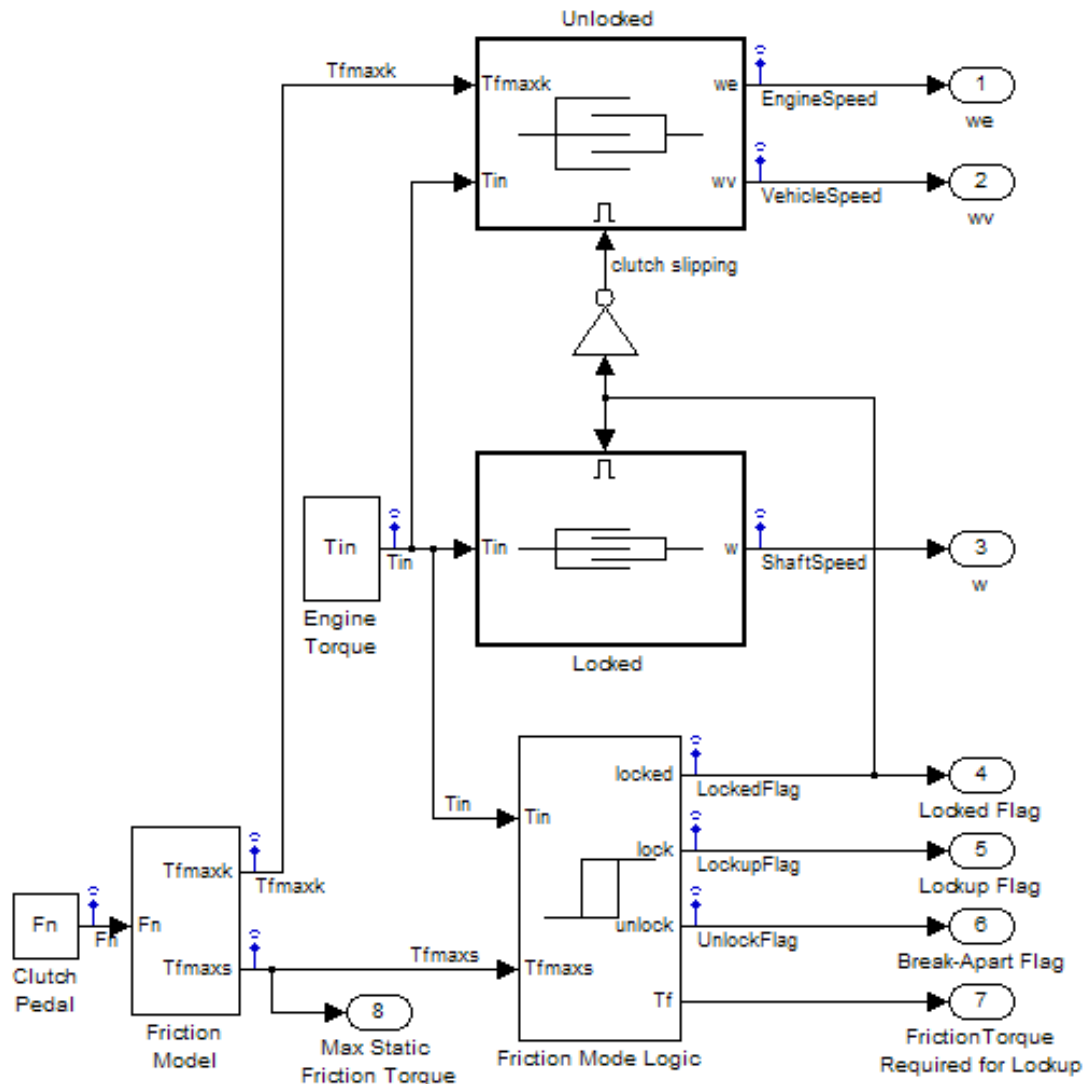 Unlocked
Tfmaxk
Tfmaxk
we
EngineSpeed
1
we
Tin
wv
VehicleSpeed
2
wv
clutch slipping
Tin
Tin
Engine
Torque
Tin
w
ShaftSpeed
3
w
Locked
locked
LockedFlag
4
Locked Flag
Tin
Tin
lock
LockupFlag
5
Lockup Flag
Tfmaxk
Tfmaxk
Fn
Fn
Fn
Clutch
Pedal
unlock
UnlockFlag
6
Break-Apart Flag
Tfmaxs
Tfmaxs
Tfmaxs
Tf
7
FrictionTorque
Required for Lockup
8
Max Static
Friction Torque
Friction
Model
Friction Mode Logic